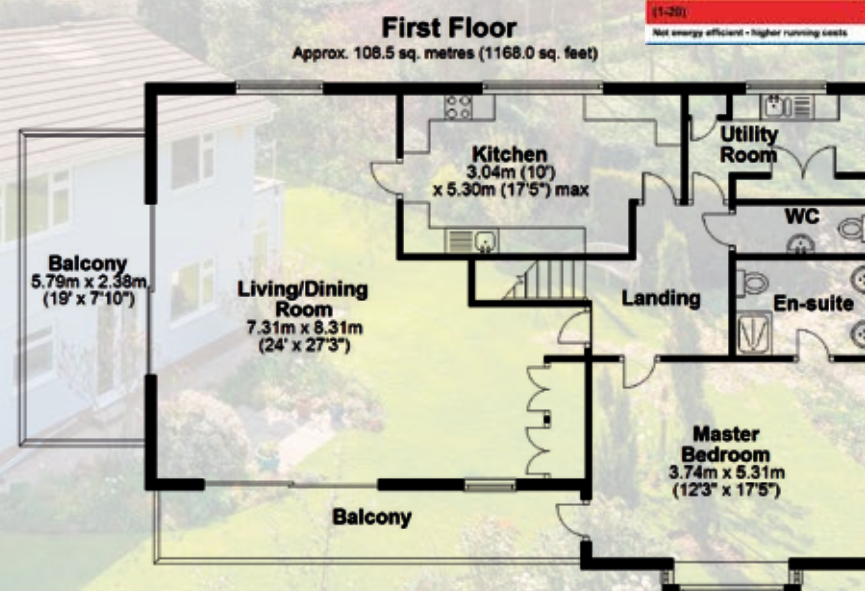 (1-20)
Not energy efficient - higher running costs
First Floor
Approx. 108.5 sq. metres (1168.0 sq. feet)
Utility
Room
Kitchen
3.04m (10')
x 5.30m (17'5") max
WC
Balcony
5.79m x 2.38m
(19' x 7'10")
Living/Dining
Room
7.31m x 8.31m
(24' x 27'3")
Landing
En-suite
Master
Bedroom
3.74m x 5.31m
(12'3" x 17'5")
Balcony